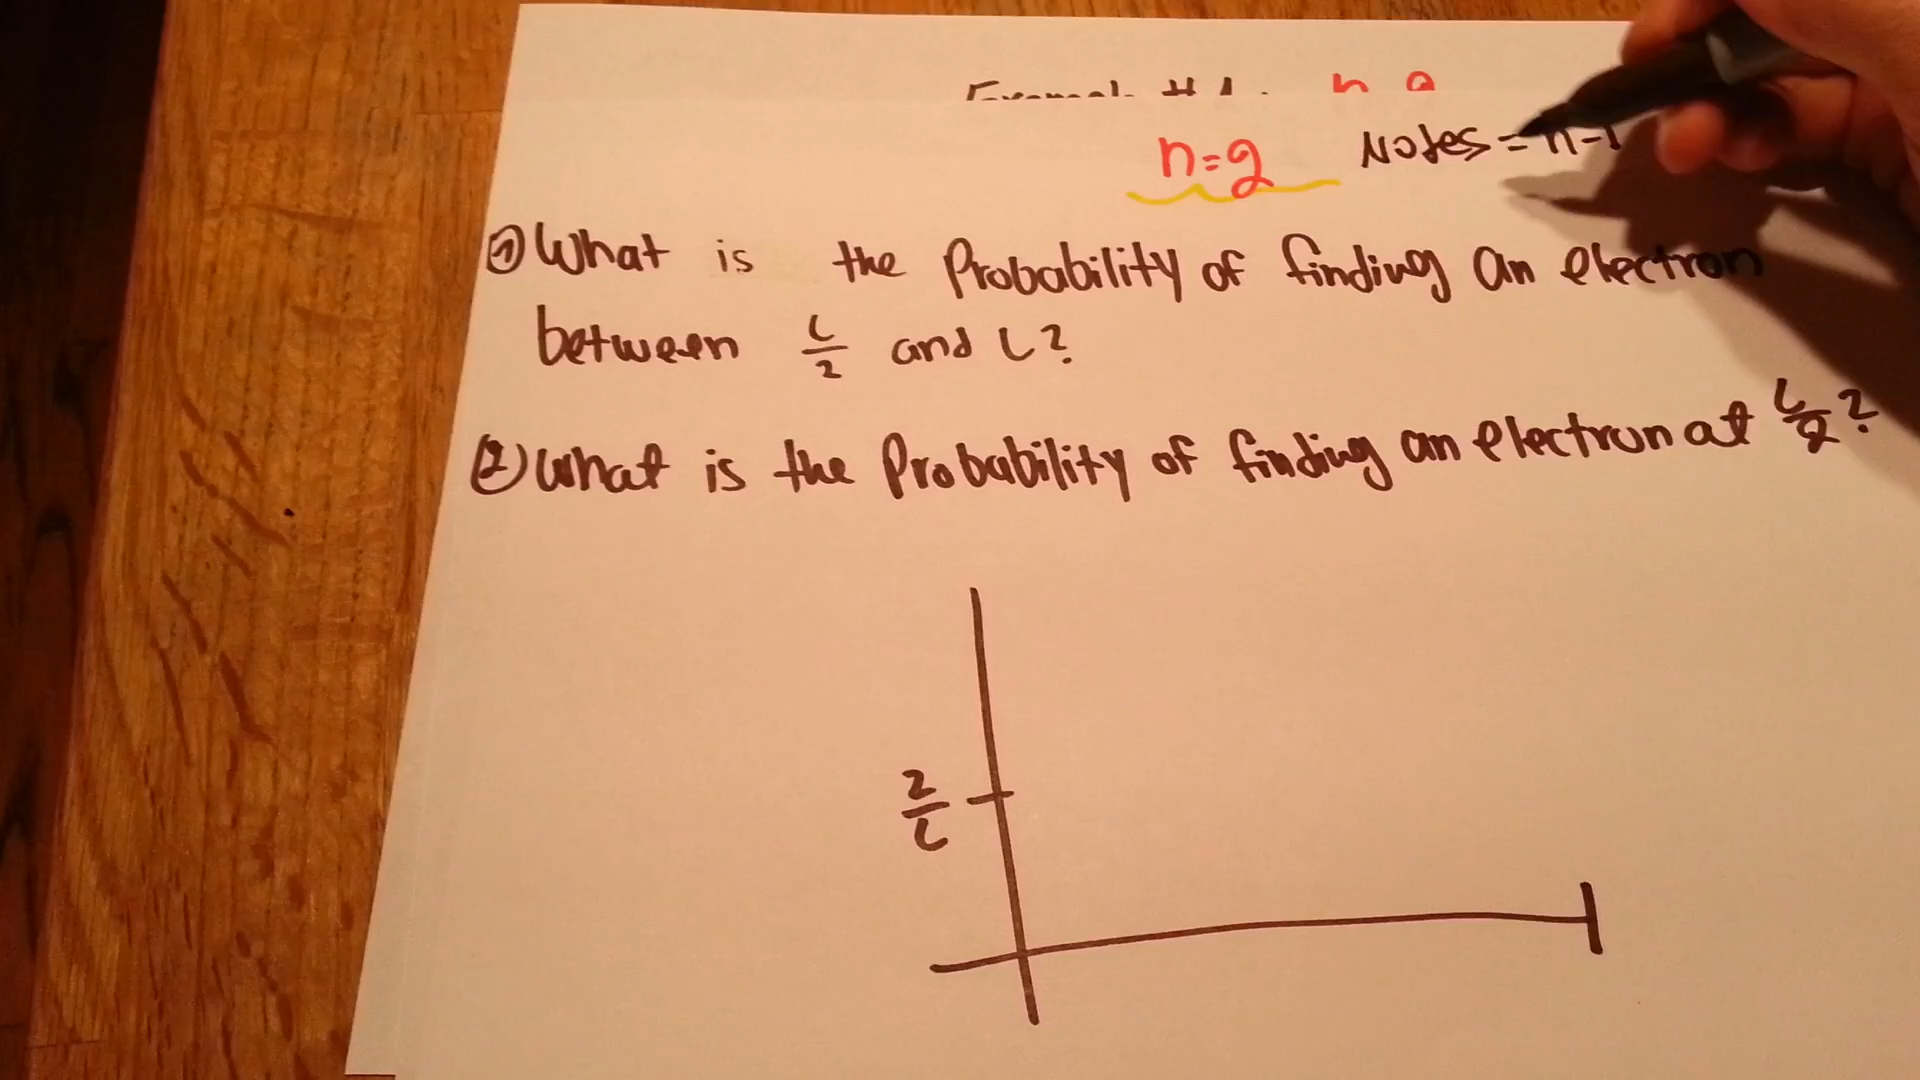 n=2 Nodes = n-1
① What is the Probability of finding an electron
between L/2 and L?
② What is the Probability of finding an electron at L/2?
2/L